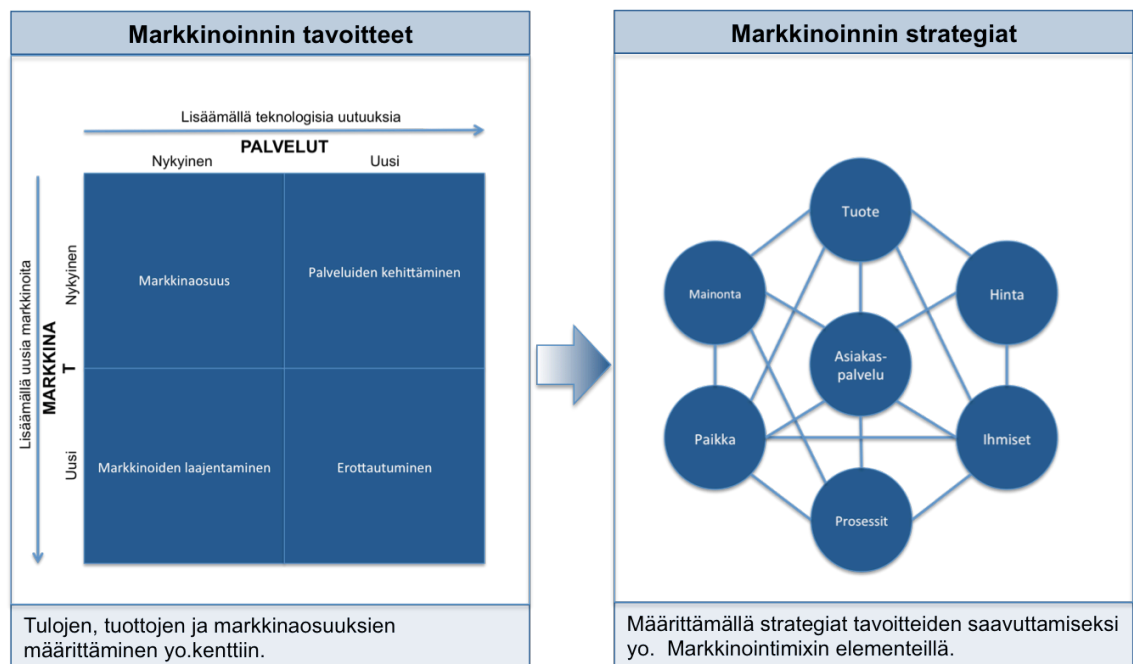 Markkinoinnin tavoitteet
Lisäämällä teknologisia uutuuksia
PALVELUT
Nykyinen
Uusi
Lisäämällä uusia markkinoita
MARKKINA
T
Nykyinen
Uusi
Markkinaosuus
Palveluiden kehittäminen
Markkinoiden laajentaminen
Erottautuminen
Tulojen, tuottojen ja markkinaosuuksien
määrittäminen yo.kenttiin.
Markkinoinnin strategiat
Tuote
Mainonta
Hinta
Asiakas-
palvelu
Paikka
Ihmiset
Prosessit
Määrittämällä strategiat tavoitteiden saavuttamiseksi
yo. Markkinointimixin elementeillä.